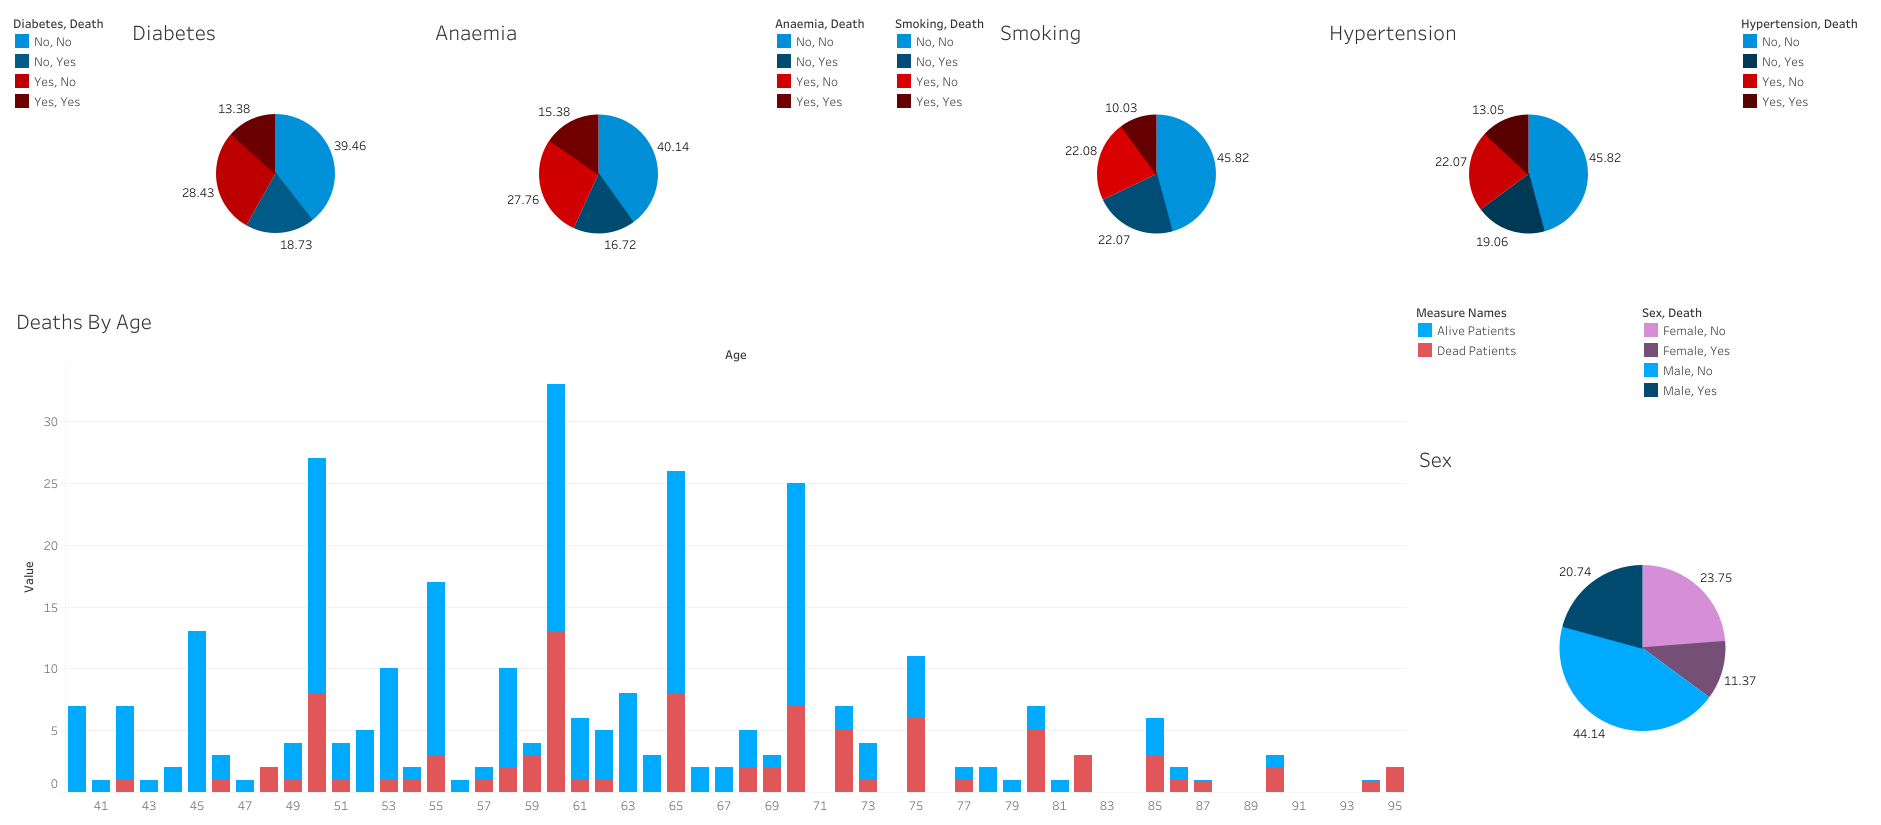 Diabetes, Death
No, No
No, Yes
Yes, No
Yes, Yes
Diabetes
13.38
39.46
28.43
18.73
Anaemia
15.38
40.14
27.76
16.72
Anaemia, Death
No, No
No, Yes
Yes, No
Yes, Yes
Smoking, Death
No, No
No, Yes
Yes, No
Yes, Yes
Smoking
10.03
22.08
45.82
22.07
Hypertension
13.05
22.07
45.82
19.06
Hypertension, Death
No, No
No, Yes
Yes, No
Yes, Yes
Deaths By Age
Age
Value
30
25
20
15
10
5
0
41 43 45 47 49 51 53 55 57 59 61 63 65 67 69 71 73 75 77 79 81 83 85 87 89 91 93 95
Measure Names
Alive Patients
Dead Patients
Sex, Death
Female, No
Female, Yes
Male, No
Male, Yes
Sex
20.74
23.75
11.37
44.14